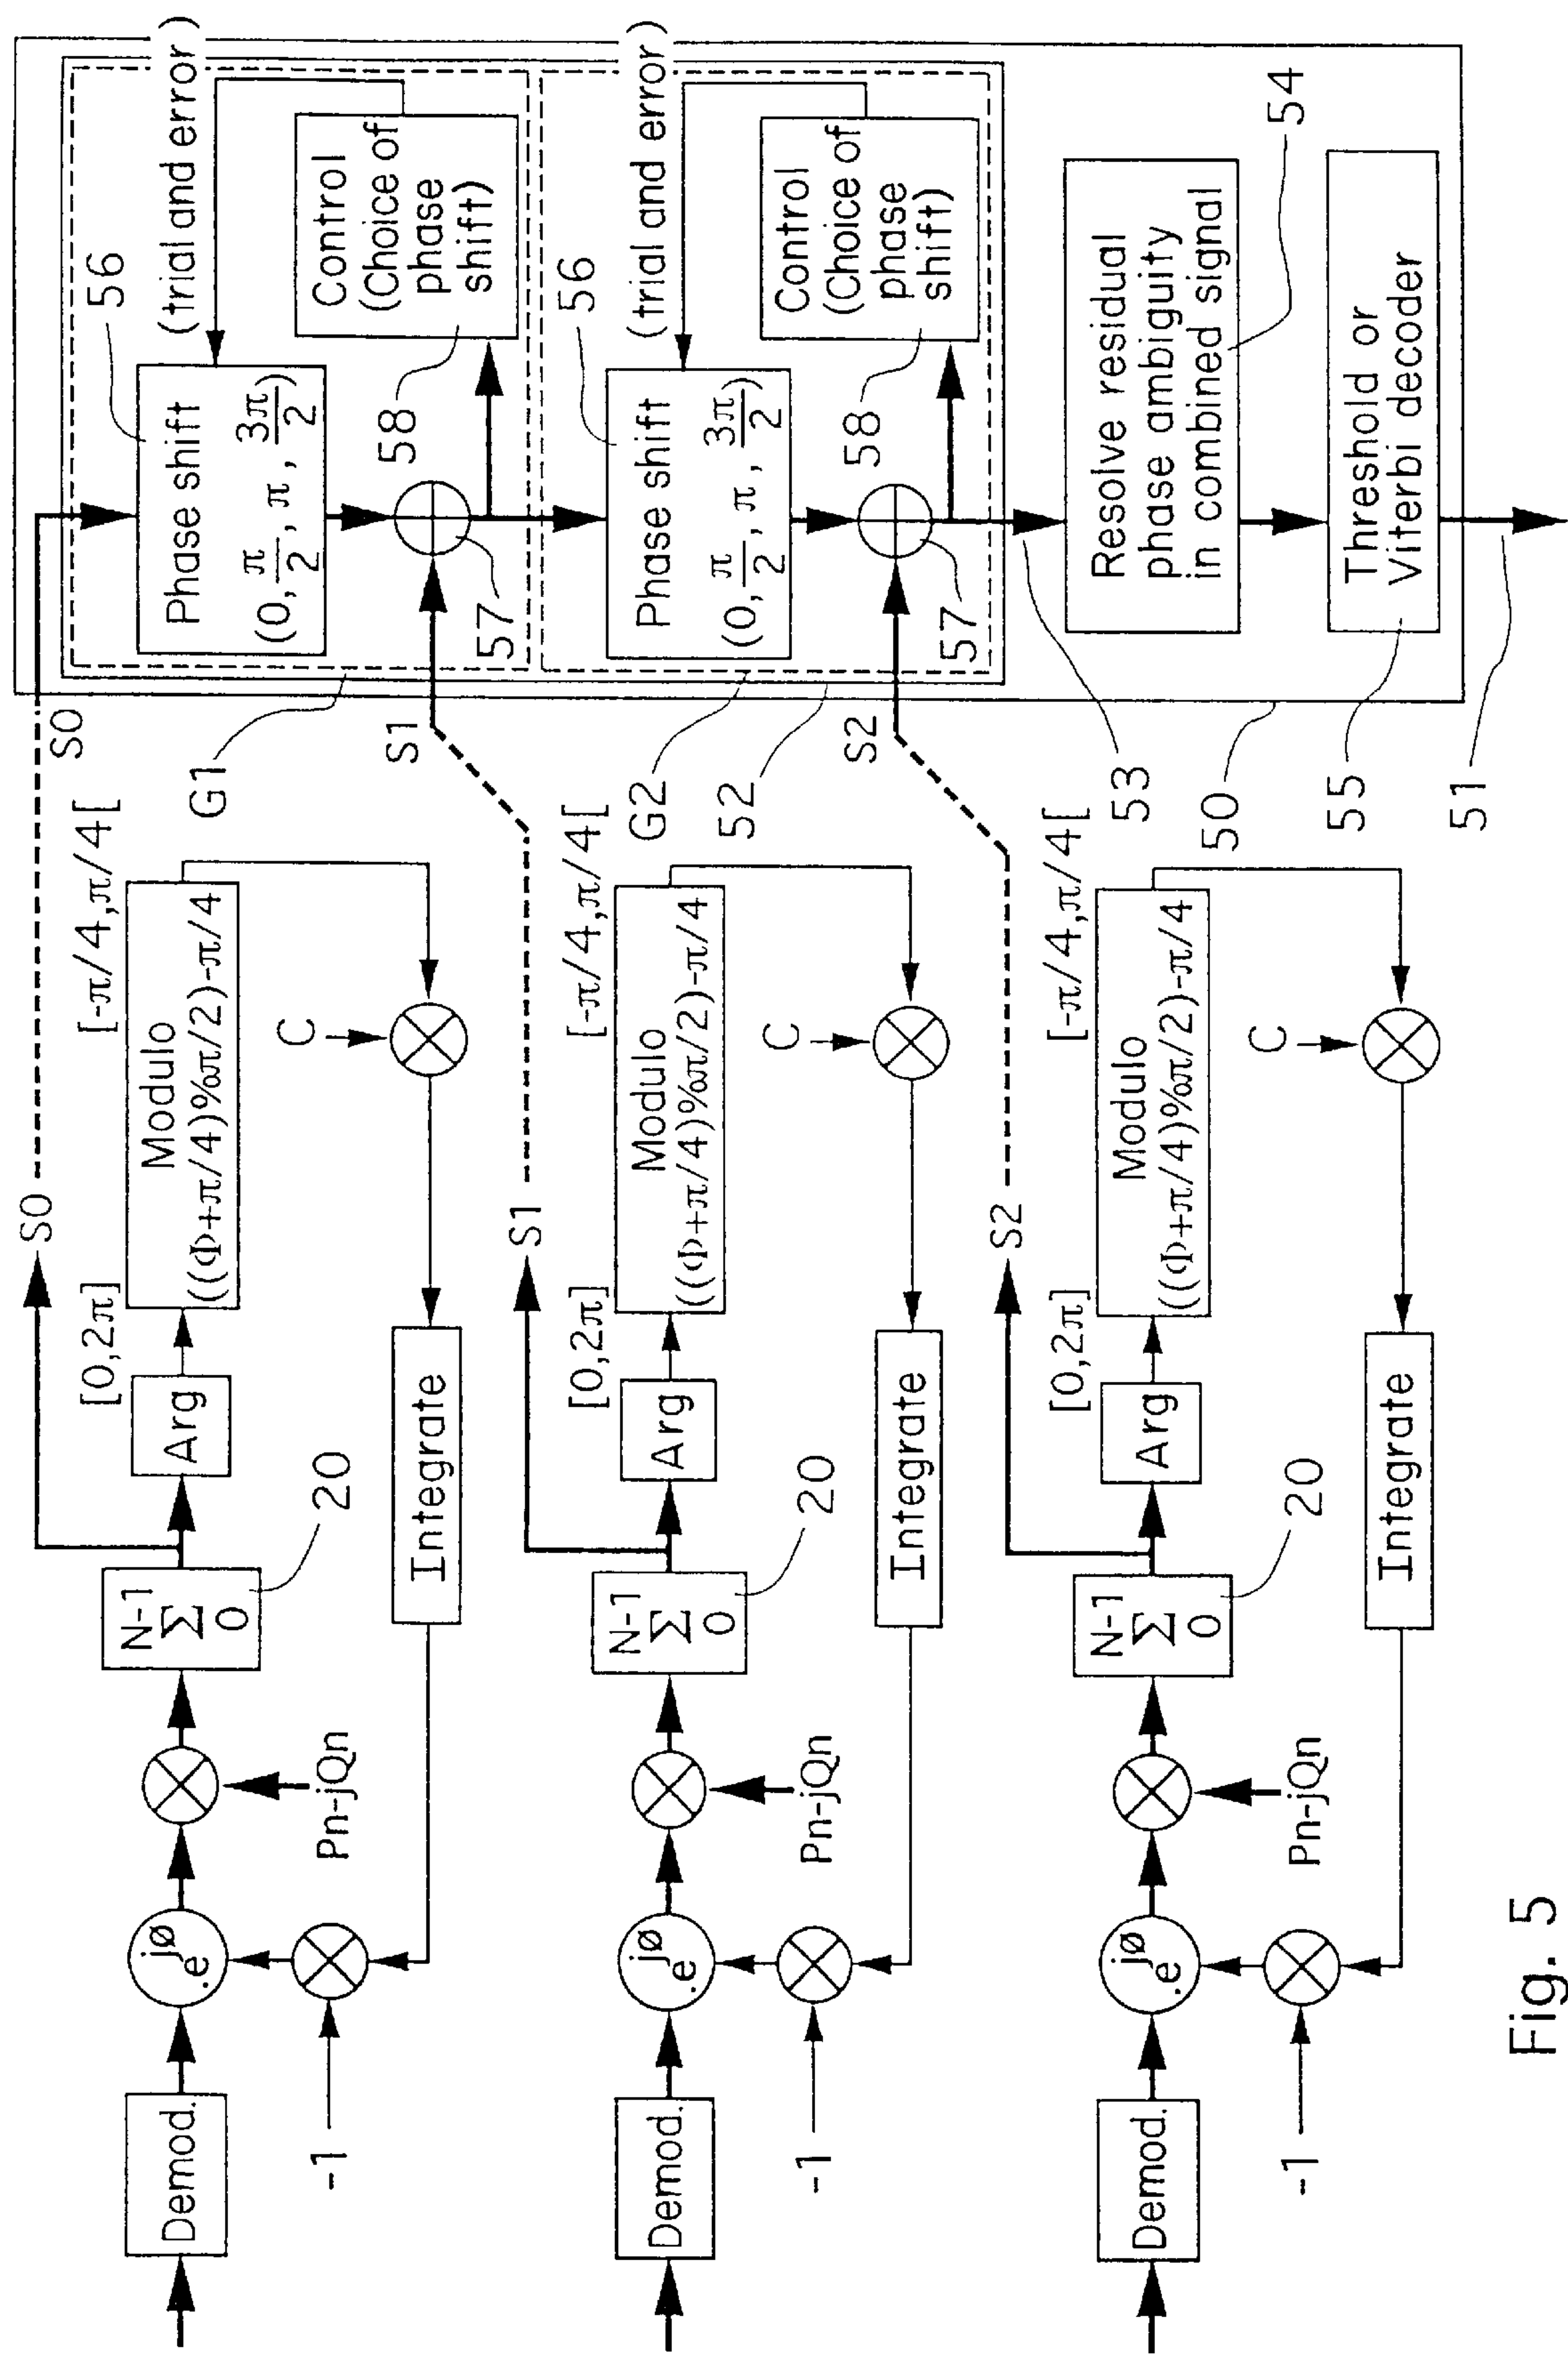 Demod.
.e jø
-1
Pn-jQn
N-1
Σ
0
20
S0
Arg
[0,2π]
Modulo
((Φ+π/4)%π/2)-π/4
[-π/4,π/4[
C
Integrate
Demod.
.e jø
-1
Pn-jQn
N-1
Σ
0
20
S1
Arg
[0,2π]
Modulo
((Φ+π/4)%π/2)-π/4
[-π/4,π/4[
C
Integrate
Demod.
.e jø
-1
Pn-jQn
N-1
Σ
0
20
S2
Arg
[0,2π]
Modulo
((Φ+π/4)%π/2)-π/4
[-π/4,π/4[
C
Integrate
S0
G1
56
Phase shift
(0, π/2, π, 3π/2)
(trial and error)
S1
57
58
Control
(Choice of
phase
shift)
G2
52
56
Phase shift
(0, π/2, π, 3π/2)
(trial and error)
S2
57
58
Control
(Choice of
phase
shift)
53
Resolve residual
phase ambiguity
in combined signal
54
50
55
Threshold or
Viterbi decoder
51
Fig. 5